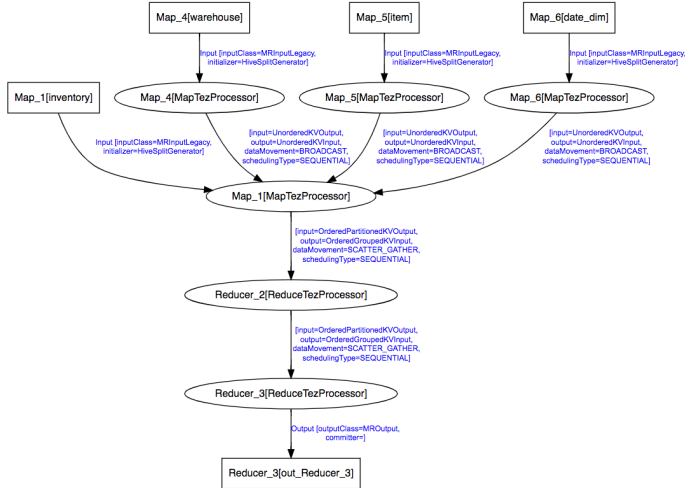 Map_4[warehouse]
Map_5[item]
Map_6[date_dim]
Input [inputClass=MRInputLegacy,
initializer=HiveSplitGenerator]
Input [inputClass=MRInputLegacy,
initializer=HiveSplitGenerator]
Input [inputClass=MRInputLegacy,
initializer=HiveSplitGenerator]
Map_1[inventory]
Map_4[MapTezProcessor]
Map_5[MapTezProcessor]
Map_6[MapTezProcessor]
Input [inputClass=MRInputLegacy,
initializer=HiveSplitGenerator]
[input=UnorderedKVOutput,
output=UnorderedKVInput,
dataMovement=BROADCAST,
schedulingType=SEQUENTIAL]
[input=UnorderedKVOutput,
output=UnorderedKVInput,
dataMovement=BROADCAST,
schedulingType=SEQUENTIAL]
[input=UnorderedKVOutput,
output=UnorderedKVInput,
dataMovement=BROADCAST,
schedulingType=SEQUENTIAL]
Map_1[MapTezProcessor]
[input=OrderedPartitionedKVOutput,
output=OrderedGroupedKVInput,
dataMovement=SCATTER_GATHER,
schedulingType=SEQUENTIAL]
Reducer_2[ReduceTezProcessor]
[input=OrderedPartitionedKVOutput,
output=OrderedGroupedKVInput,
dataMovement=SCATTER_GATHER,
schedulingType=SEQUENTIAL]
Reducer_3[ReduceTezProcessor]
Output [outputClass=MROutput,
committer=]
Reducer_3[out_Reducer_3]